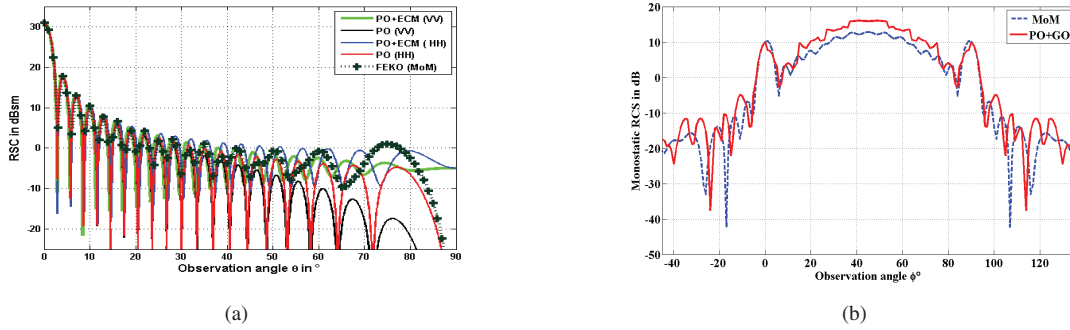 PO+ECM (VV)
PO (VV)
PO+ECM ( HH)
PO (HH)
FEKO (MoM)
RSC in dBsm
30
20
10
0
-10
-20
0 10 20 30 40 50 60 70 80 90
Observation angle ɵ in °
(a)
MoM
PO+GO
Monostatic RCS in dB
20
10
0
-10
-20
-30
-40
-50
-40 -20 0 20 40 60 80 100 120
Observation angle ϕ°
(b)